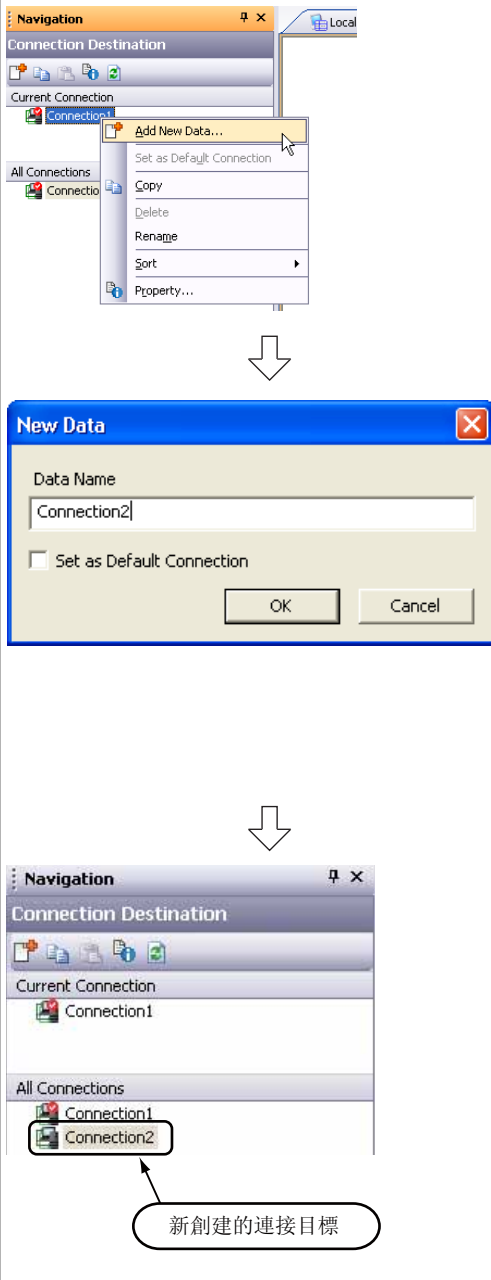 Navigation
Local
Connection Destination
Current Connection
Connection1
Add New Data...
Set as Default Connection
All Connections
Connectio
Copy
Delete
Rename
Sort
Property...
New Data
Data Name
Connection2
Set as Default Connection
OK
Cancel
Navigation
Connection Destination
Current Connection
Connection1
All Connections
Connection1
Connection2
新創建的連接目標